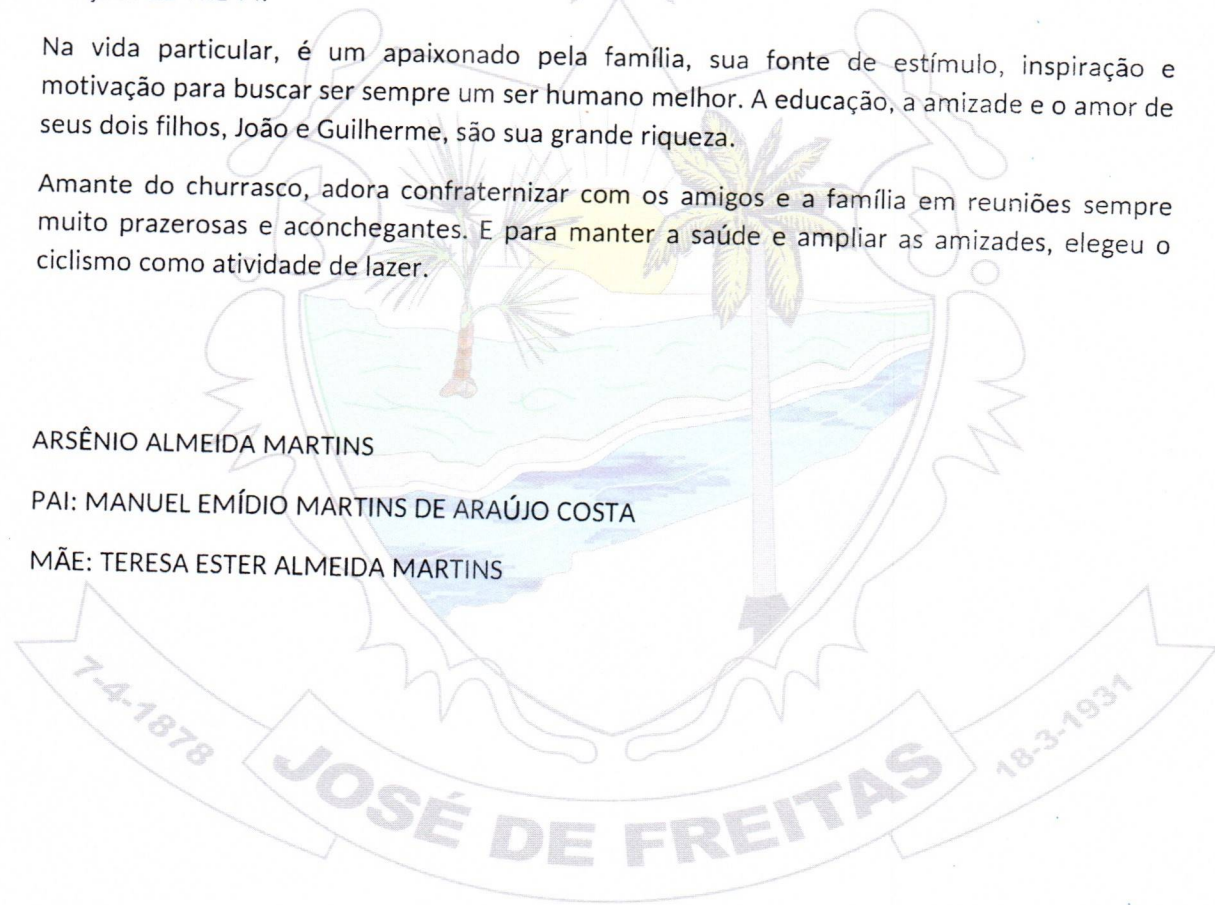 Na vida particular, é um apaixonado pela família, sua fonte de estímulo, inspiração e
motivação para buscar ser sempre um ser humano melhor. A educação, a amizade e o amor de
seus dois filhos, João e Guilherme, são sua grande riqueza.
Amante do churrasco, adora confraternizar com os amigos e a família em reuniões sempre
muito prazerosas e aconchegantes. E para manter a saúde e ampliar as amizades, elegeu o
ciclismo como atividade de lazer.
ARSÊNIO ALMEIDA MARTINS
PAI: MANUEL EMÍDIO MARTINS DE ARAÚJO COSTA
MÃE: TERESA ESTER ALMEIDA MARTINS
7-4-1878
JOSÉ DE FREITAS
18-3-1931